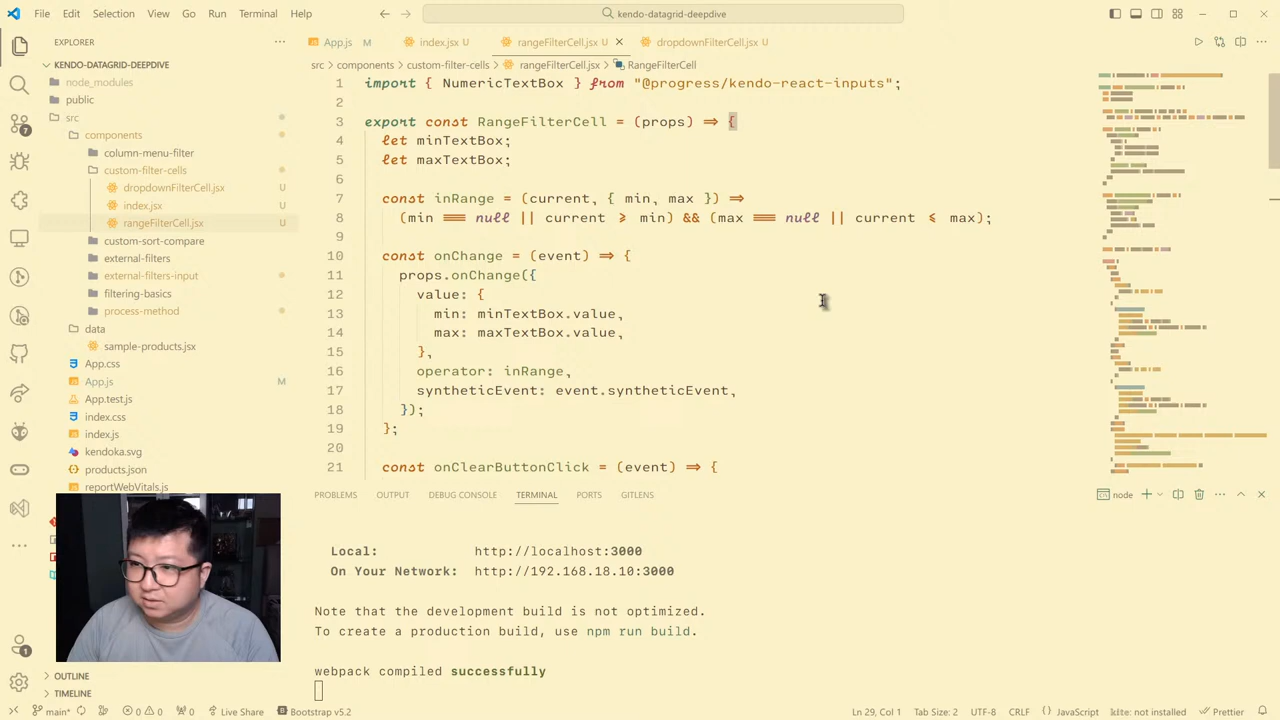 File Edit Selection View Go Run Terminal Help
kendo-datagrid-deepdive
EXPLORER
KENDO-DATAGRID-DEEPDIVE
node_modules
public
src
components
column-menu-filter
custom-filter-cells
dropdownFilterCell.jsx U
index.jsx U
rangeFilterCell.jsx U
custom-sort-compare
external-filters
external-filters-input
filtering-basics
process-method
data
sample-products.jsx
App.css
App.js M
App.test.js
index.css
index.js
kendoka.svg
products.json
reportWebVitals.js
OUTLINE
TIMELINE
7
1
App.js M
index.jsx U
rangeFilterCell.jsx U
dropdownFilterCell.jsx U
src > components > custom-filter-cells > rangeFilterCell.jsx > RangeFilterCell
1 import { NumericTextBox } from "@progress/kendo-react-inputs";
2
3 export const RangeFilterCell = (props) => {
4 let minTextBox;
5 let maxTextBox;
6
7 const inRange = (current, { min, max }) =>
8 (min === null || current >= min) && (max === null || current <= max);
9
10 const onChange = (event) => {
11 props.onChange({
12 value: {
13 min: minTextBox.value,
14 max: maxTextBox.value,
15 },
16 operator: inRange,
17 syntheticEvent: event.syntheticEvent,
18 });
19 };
20
21 const onClearButtonClick = (event) => {
PROBLEMS OUTPUT DEBUG CONSOLE TERMINAL PORTS GITLENS
node
Local: http://localhost:3000
On Your Network: http://192.168.18.10:3000
Note that the development build is not optimized.
To create a production build, use npm run build.
webpack compiled successfully
main* 0 0 0 Live Share Bootstrap v5.2 Ln 29, Col 1 Tab Size: 2 UTF-8 CRLF JavaScript kite: not installed Prettier